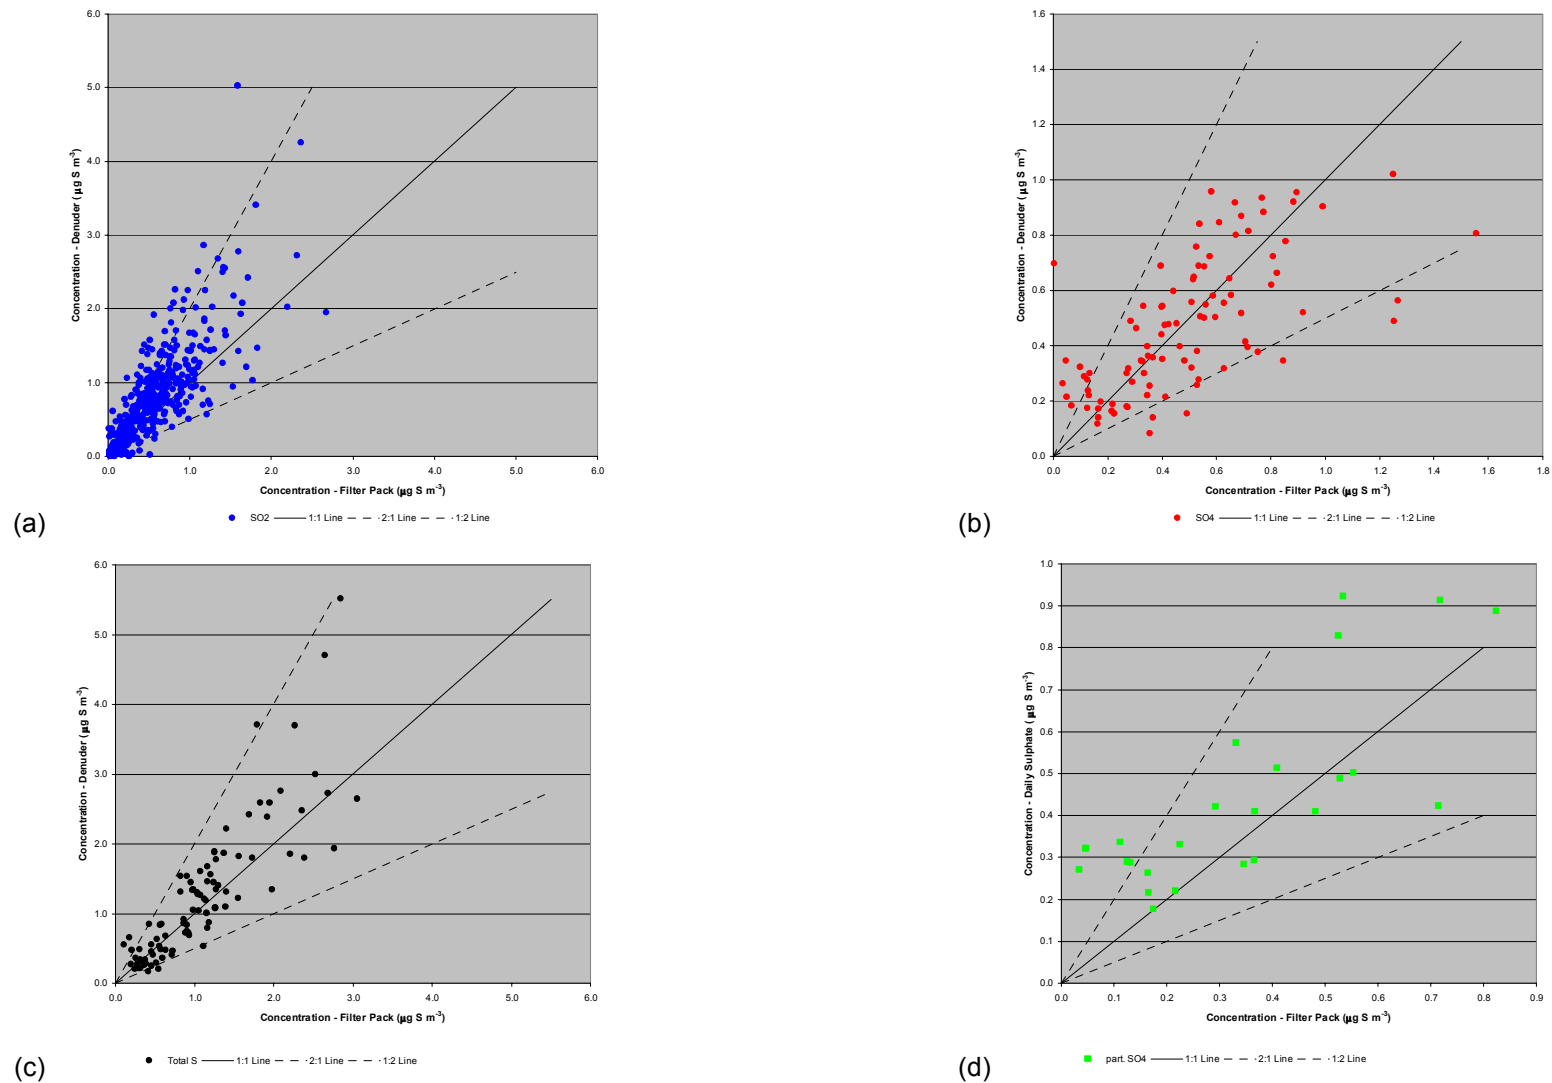 6.0
5.0
4.0
3.0
2.0
1.0
0.0
0.0 1.0 2.0 3.0 4.0 5.0 6.0
Concentration - Denuder (µg S m-3)
Concentration - Filter Pack (µg S m-3)
SO2 1:1 Line 2:1 Line 1:2 Line
(a)
1.6
1.4
1.2
1.0
0.8
0.6
0.4
0.2
0.0
0.0 0.2 0.4 0.6 0.8 1.0 1.2 1.4 1.6 1.8
Concentration - Denuder (µg S m-3)
Concentration - Filter Pack (µg S m-3)
SO4 1:1 Line 2:1 Line 1:2 Line
(b)
6.0
5.0
4.0
3.0
2.0
1.0
0.0
0.0 1.0 2.0 3.0 4.0 5.0 6.0
Concentration - Denuder (µg S m-3)
Concentration - Filter Pack (µg S m-3)
Total S 1:1 Line 2:1 Line 1:2 Line
(c)
1.0
0.9
0.8
0.7
0.6
0.5
0.4
0.3
0.2
0.1
0.0
0.0 0.1 0.2 0.3 0.4 0.5 0.6 0.7 0.8 0.9
Concentration - Daily Sulphate (µg S m-3)
Concentration - Filter Pack (µg S m-3)
part. SO4 1:1 Line 2:1 Line 1:2 Line
(d)